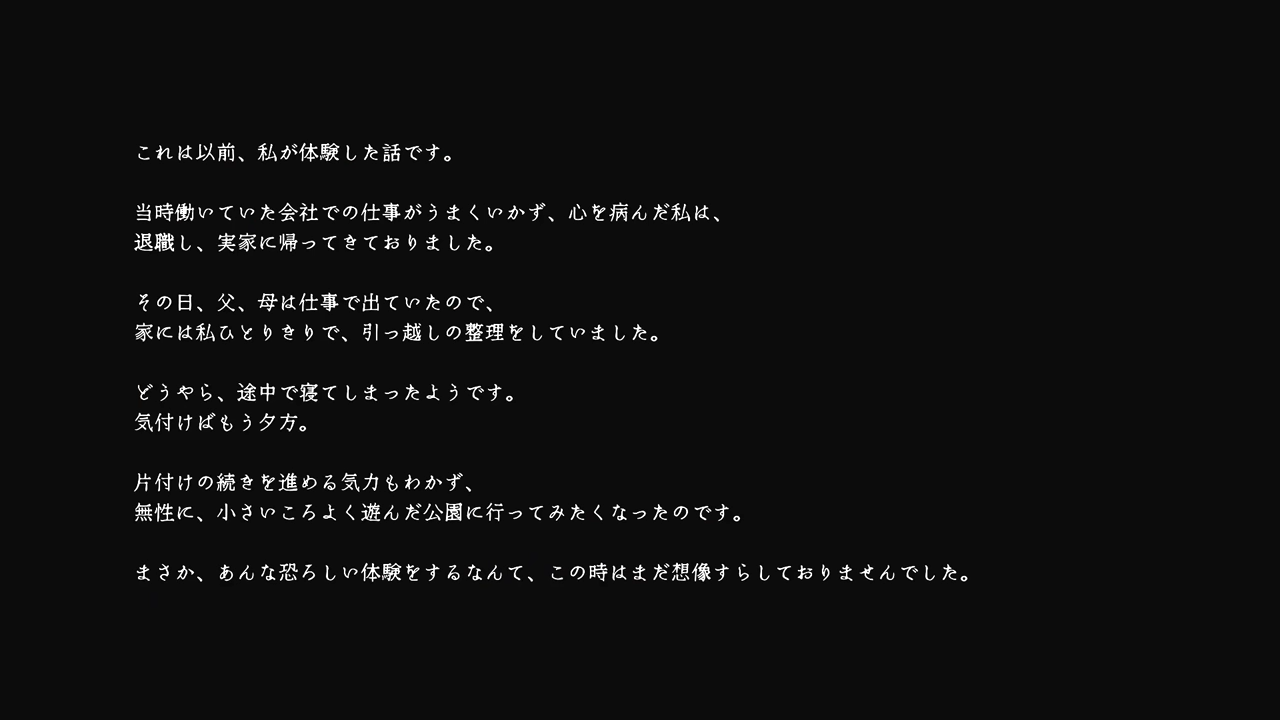 これは以前、私が体験した話です。
当時働いていた会社での仕事がうまくいかず、心を病んだ私は、
退職し、実家に帰ってきておりました。
その日、父、母は仕事で出ていたので、
家には私ひとりきりで、引っ越しの整理をしていました。
どうやら、途中で寝てしまったようです。
気付けばもう夕方。
片付けの続きを進める気力もわかず、
無性に、小さいころよく遊んだ公園に行ってみたくなったのです。
まさか、あんな恐ろしい体験をするなんて、この時はまだ想像すらしておりませんでした。